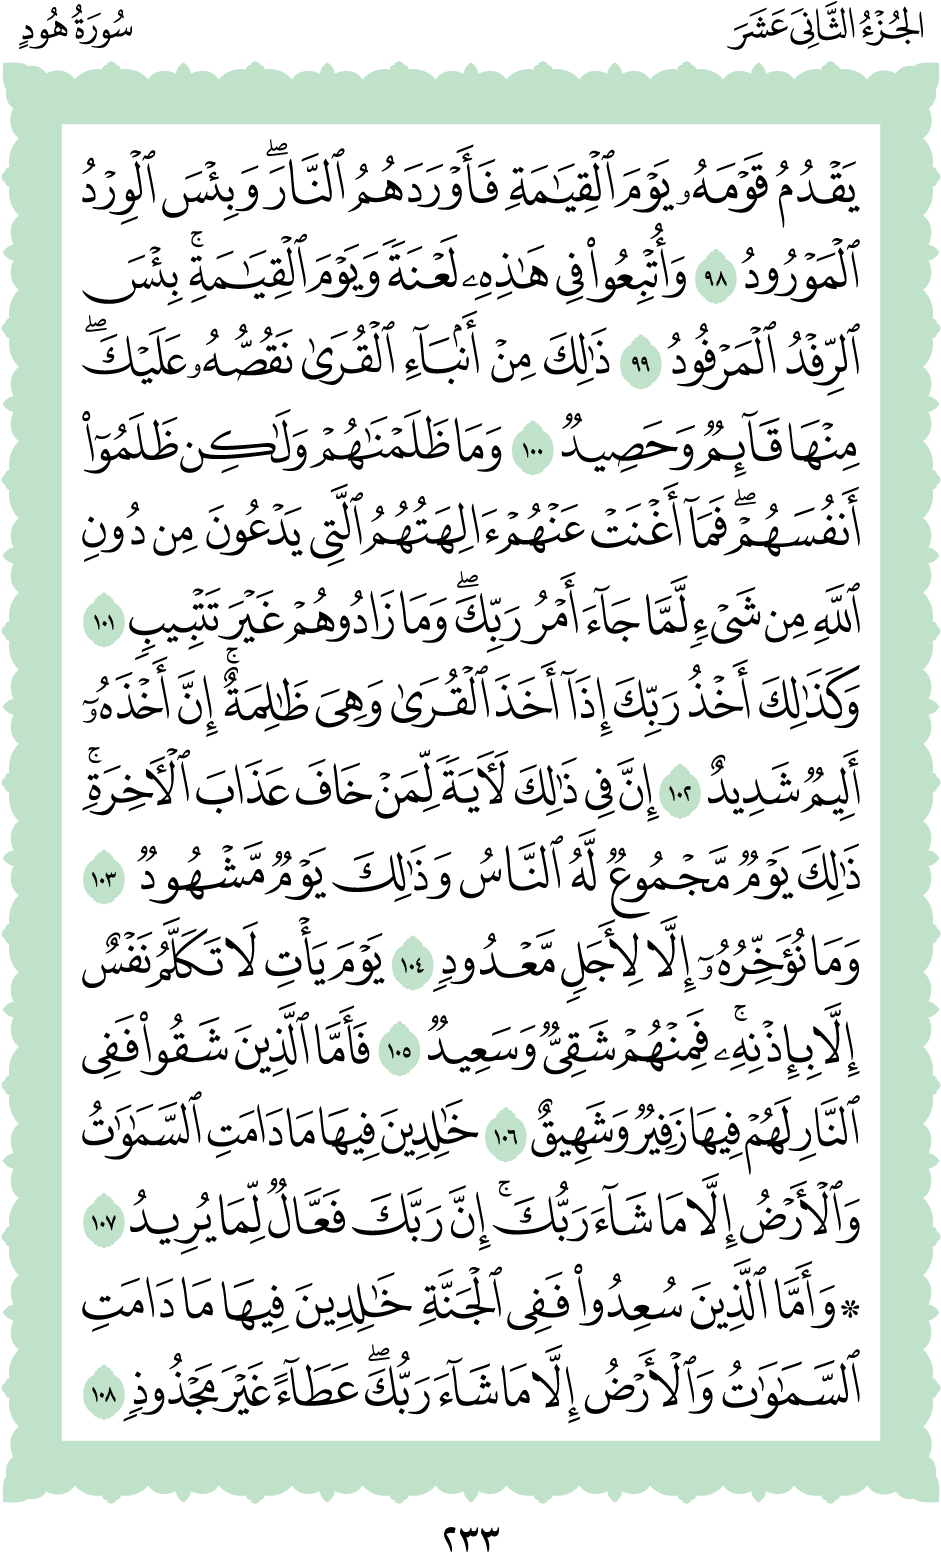 الجُزْءُ الثَّانِيَ عَشَرَ
سُورَةُ هُودٍ
يَقۡدُمُ قَوۡمَهُۥ يَوۡمَ ٱلۡقِيَٰمَةِ فَأَوۡرَدَهُمُ ٱلنَّارَۖ وَبِئۡسَ ٱلۡوِرۡدُ
ٱلۡمَوۡرُودُ ٩٨ وَأُتۡبِعُواْ فِي هَٰذِهِۦ لَعۡنَةٗ وَيَوۡمَ ٱلۡقِيَٰمَةِۚ بِئۡسَ
ٱلرِّفۡدُ ٱلۡمَرۡفُودُ ٩٩ ذَٰلِكَ مِنۡ أَنۢبَآءِ ٱلۡقُرَىٰ نَقُصُّهُۥ عَلَيۡكَۖ
مِنۡهَا قَآئِمٞ وَحَصِيدٞ ١٠٠ وَمَا ظَلَمۡنَٰهُمۡ وَلَٰكِن ظَلَمُوٓاْ
أَنفُسَهُمۡۖ فَمَآ أَغۡنَتۡ عَنۡهُمۡ ءَالِهَتُهُمُ ٱلَّتِي يَدۡعُونَ مِن دُونِ
ٱللَّهِ مِن شَيۡءٖ لَّمَّا جَآءَ أَمۡرُ رَبِّكَۖ وَمَا زَادُوهُمۡ غَيۡرَ تَتۡبِيبٖ ١٠١
وَكَذَٰلِكَ أَخۡذُ رَبِّكَ إِذَآ أَخَذَ ٱلۡقُرَىٰ وَهِيَ ظَٰلِمَةٌۚ إِنَّ أَخۡذَهُۥٓ
أَلِيمٞ شَدِيدٌ ١٠٢ إِنَّ فِي ذَٰلِكَ لَأٓيَةٗ لِّمَنۡ خَافَ عَذَابَ ٱلۡأٓخِرَةِۚ
ذَٰلِكَ يَوۡمٞ مَّجۡمُوعٞ لَّهُ ٱلنَّاسُ وَذَٰلِكَ يَوۡمٞ مَّشۡهُودٞ ١٠٣
وَمَا نُؤَخِّرُهُۥٓ إِلَّا لِأَجَلٖ مَّعۡدُودٖ ١٠٤ يَوۡمَ يَأۡتِ لَا تَكَلَّمُ نَفۡسٌ
إِلَّا بِإِذۡنِهِۦۚ فَمِنۡهُمۡ شَقِيّٞ وَسَعِيدٞ ١٠٥ فَأَمَّا ٱلَّذِينَ شَقُواْ فَفِي
ٱلنَّارِ لَهُمۡ فِيهَا زَفِيرٞ وَشَهِيقٌ ١٠٦ خَٰلِدِينَ فِيهَا مَا دَامَتِ ٱلسَّمَٰوَٰتُ
وَٱلۡأَرۡضُ إِلَّا مَا شَآءَ رَبُّكَۚ إِنَّ رَبَّكَ فَعَّالٞ لِّمَا يُرِيدُ ١٠٧
۞ وَأَمَّا ٱلَّذِينَ سُعِدُواْ فَفِي ٱلۡجَنَّةِ خَٰلِدِينَ فِيهَا مَا دَامَتِ
ٱلسَّمَٰوَٰتُ وَٱلۡأَرۡضُ إِلَّا مَا شَآءَ رَبُّكَۖ عَطَآءً غَيۡرَ مَجۡذُوذٖ ١٠٨
٢٣٣